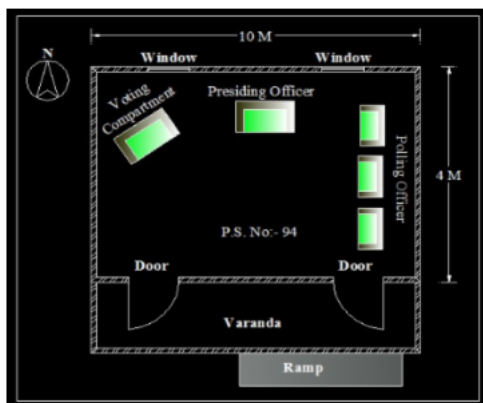 10 M
N
Window
Window
Voting
Compartment
Presiding Officer
Polling Officer
4 M
P.S. No:- 94
Door
Door
Varanda
Ramp